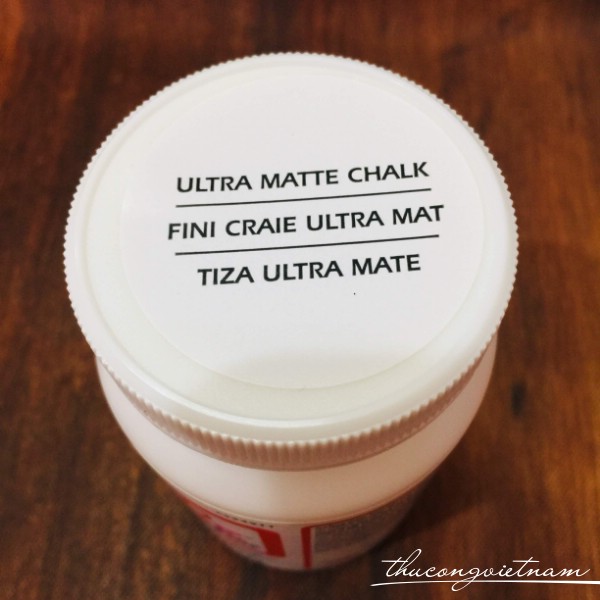 ULTRA MATTE CHALK
FINI CRAIE ULTRA MAT
TIZA ULTRA MATE
thucongvietnam